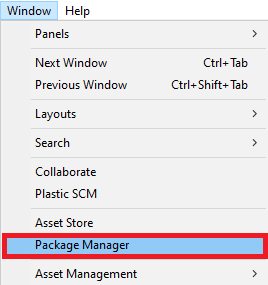 Window Help
Panels
Next Window Ctrl+Tab
Previous Window Ctrl+Shift+Tab
Layouts
Search
Collaborate
Plastic SCM
Asset Store
Package Manager
Asset Management